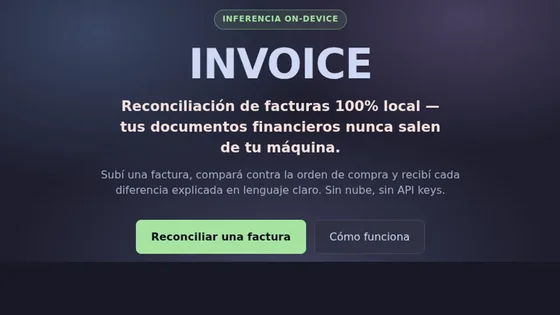 INFERENCIA ON-DEVICE
INVOICE
Reconciliación de facturas 100% local —
tus documentos financieros nunca salen
de tu máquina.
Subí una factura, compará contra la orden de compra y recibí cada
diferencia explicada en lenguaje claro. Sin nube, sin API keys.
Reconciliar una factura
Cómo funciona